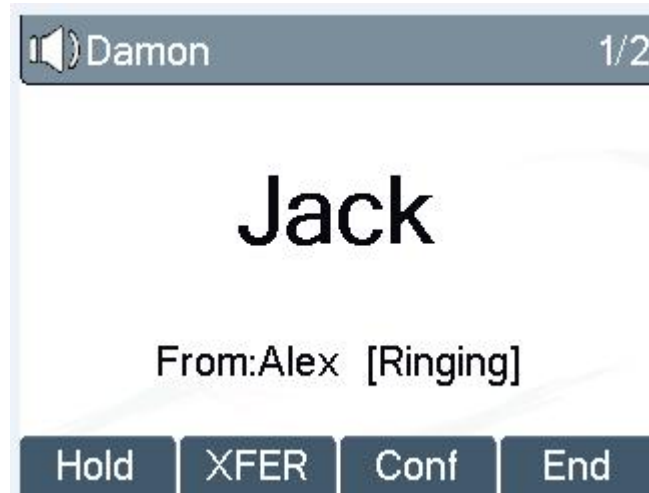 Damon 1/2
Jack
From:Alex [Ringing]
Hold XFER Conf End